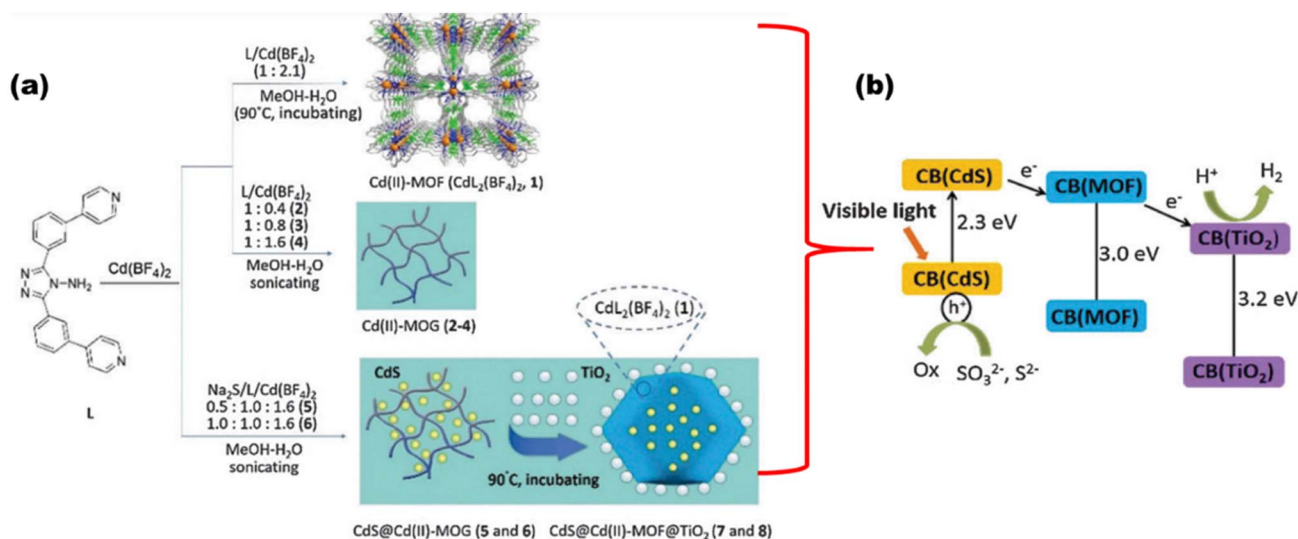 (a)
L/Cd(BF₄)₂
(1 : 2.1)
MeOH-H₂O
(90°C, incubating)
Cd(II)-MOF (CdL₂(BF₄)₂, 1)
L/Cd(BF₄)₂
1 : 0.4 (2)
1 : 0.8 (3)
1 : 1.6 (4)
MeOH-H₂O
sonicating
Cd(II)-MOG (2-4)
N
N
N
N
N-NH₂
N
L
Cd(BF₄)₂
Na₂S/L/Cd(BF₄)₂
0.5 : 1.0 : 1.6 (5)
1.0 : 1.0 : 1.6 (6)
MeOH-H₂O
sonicating
CdL₂(BF₄)₂ (1)
CdS
TiO₂
90°C, incubating
CdS@Cd(II)-MOG (5 and 6)
CdS@Cd(II)-MOF@TiO₂ (7 and 8)
(b)
CB(CdS)
e⁻
CB(MOF)
e⁻
H⁺
H₂
CB(TiO₂)
Visible light
2.3 eV
3.0 eV
3.2 eV
CB(CdS)
h⁺
CB(MOF)
CB(TiO₂)
Ox
SO₃²⁻, S²⁻